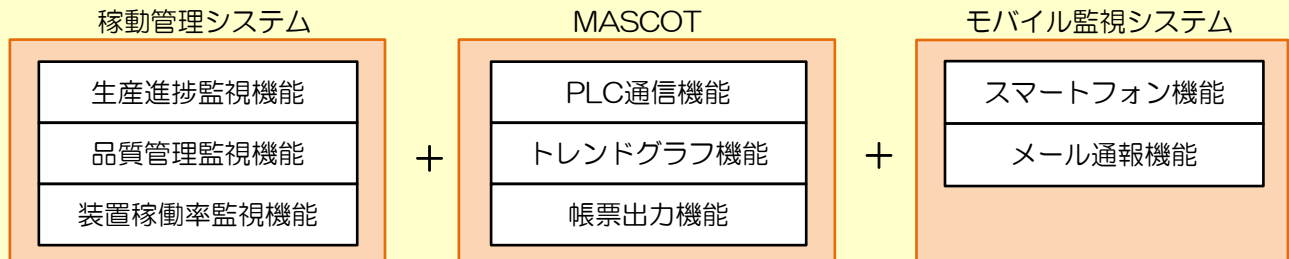 稼動管理システム
生産進捗監視機能
品質管理監視機能
装置稼働率監視機能
+
MASCOT
PLC通信機能
トレンドグラフ機能
帳票出力機能
+
モバイル監視システム
スマートフォン機能
メール通報機能